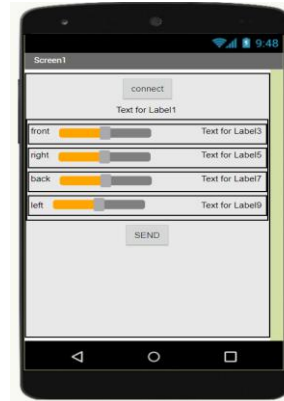 9:48
Screen1
connect
Text for Label1
front Text for Label3
right Text for Label5
back Text for Label7
left Text for Label9
SEND